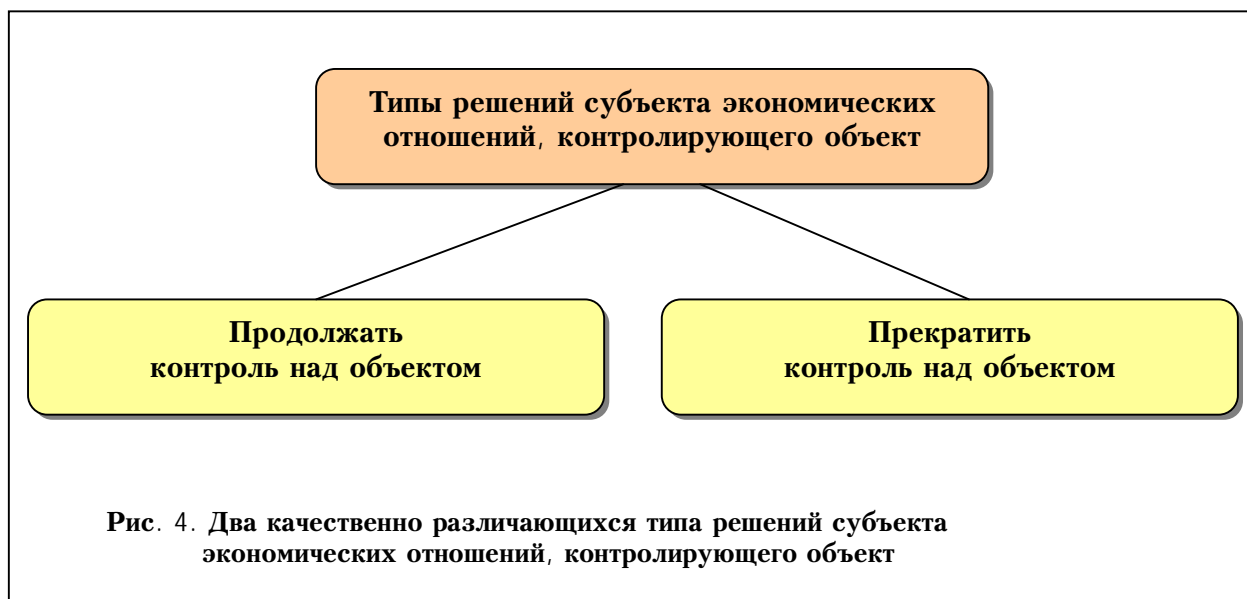 Типы решений субъекта экономических
отношений, контролирующего объект
Продолжать
контроль над объектом
Прекратить
контроль над объектом
Рис. 4. Два качественно различающихся типа решений субъекта
экономических отношений, контролирующего объект